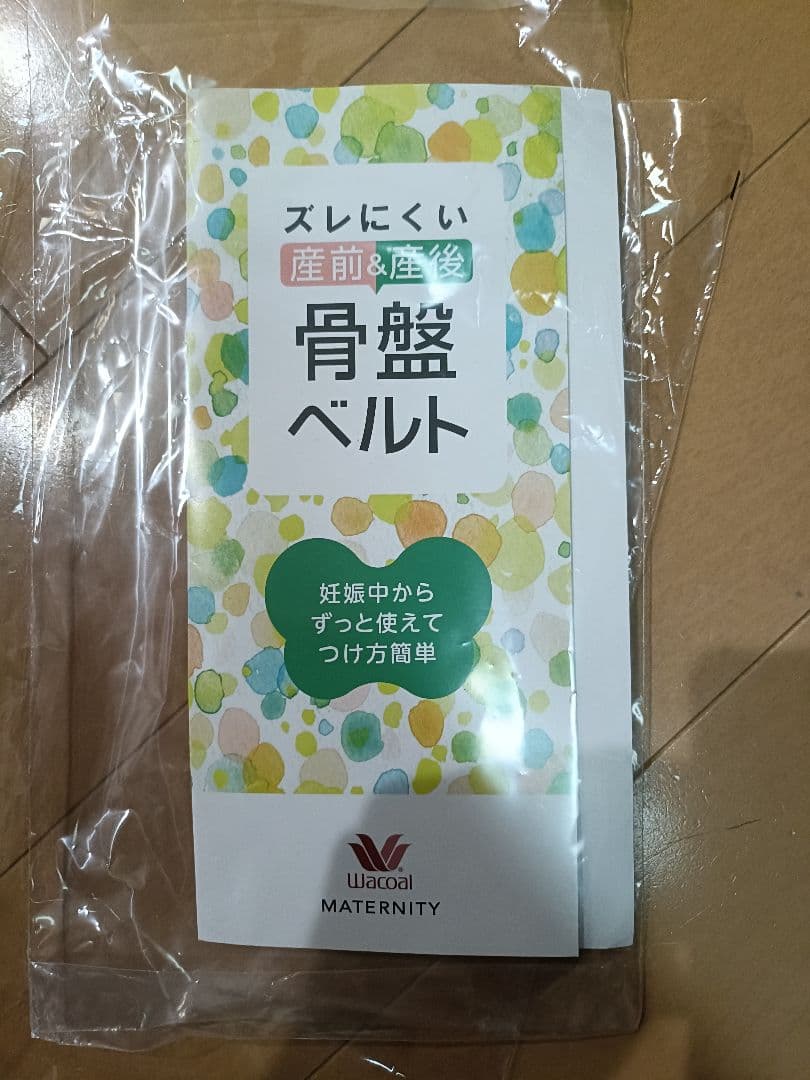 ズレにくい
産前&産後
骨盤
ベルト
妊娠中から
ずっと使えて
つけ方簡単
Wacoal
MATERNITY